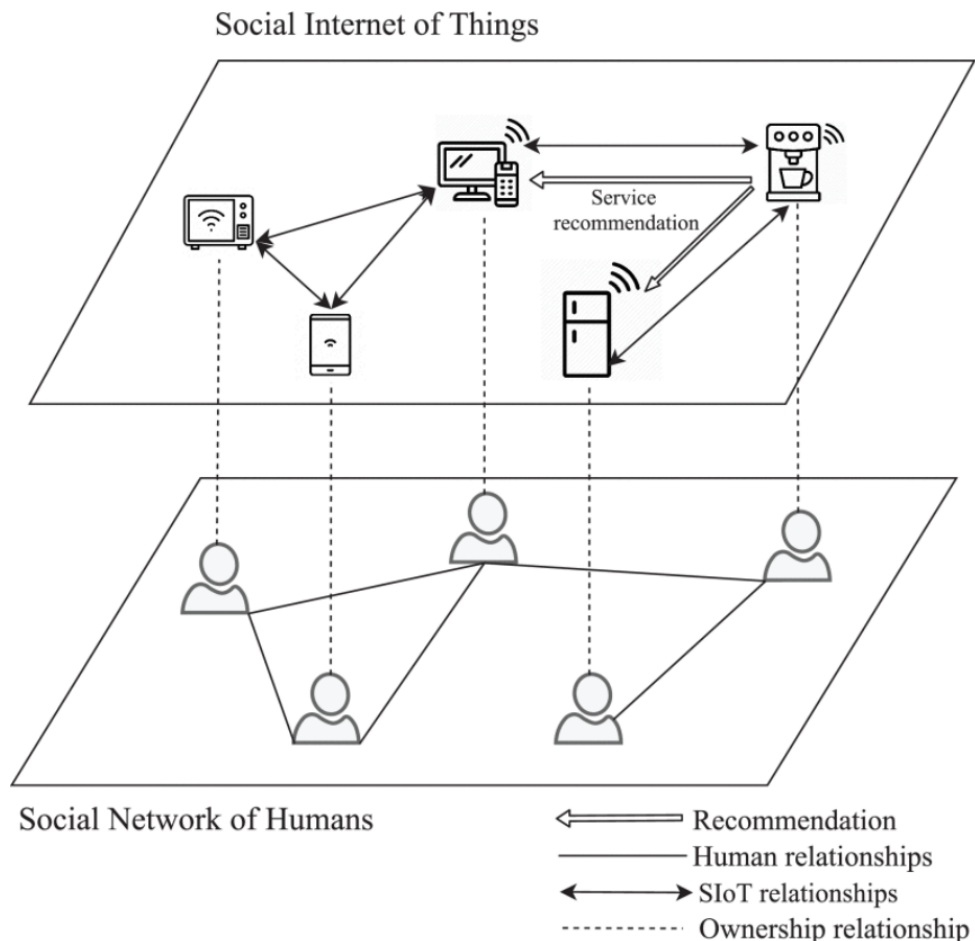 Social Internet of Things
Service
recommendation
Social Network of Humans
Recommendation
Human relationships
SIoT relationships
Ownership relationship